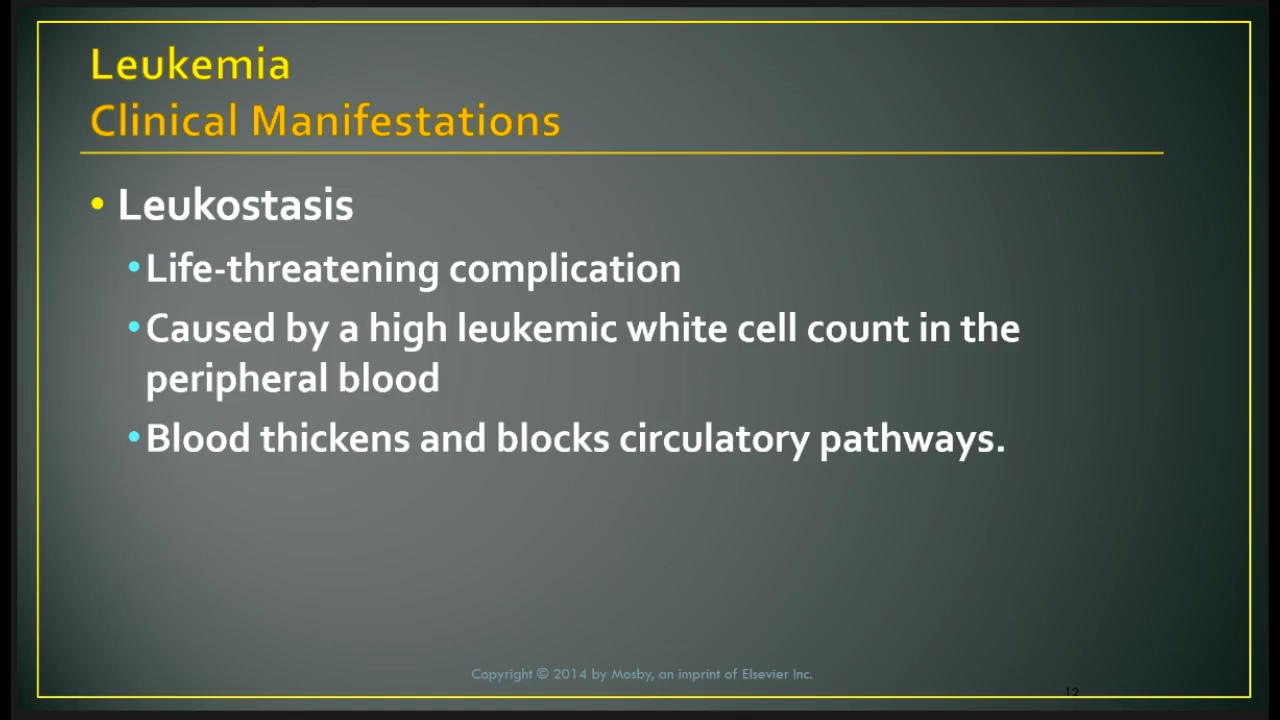 Leukemia
Clinical Manifestations
• Leukostasis
• Life-threatening complication
• Caused by a high leukemic white cell count in the
peripheral blood
• Blood thickens and blocks circulatory pathways.
Copyright © 2014 by Mosby, an imprint of Elsevier Inc.
12